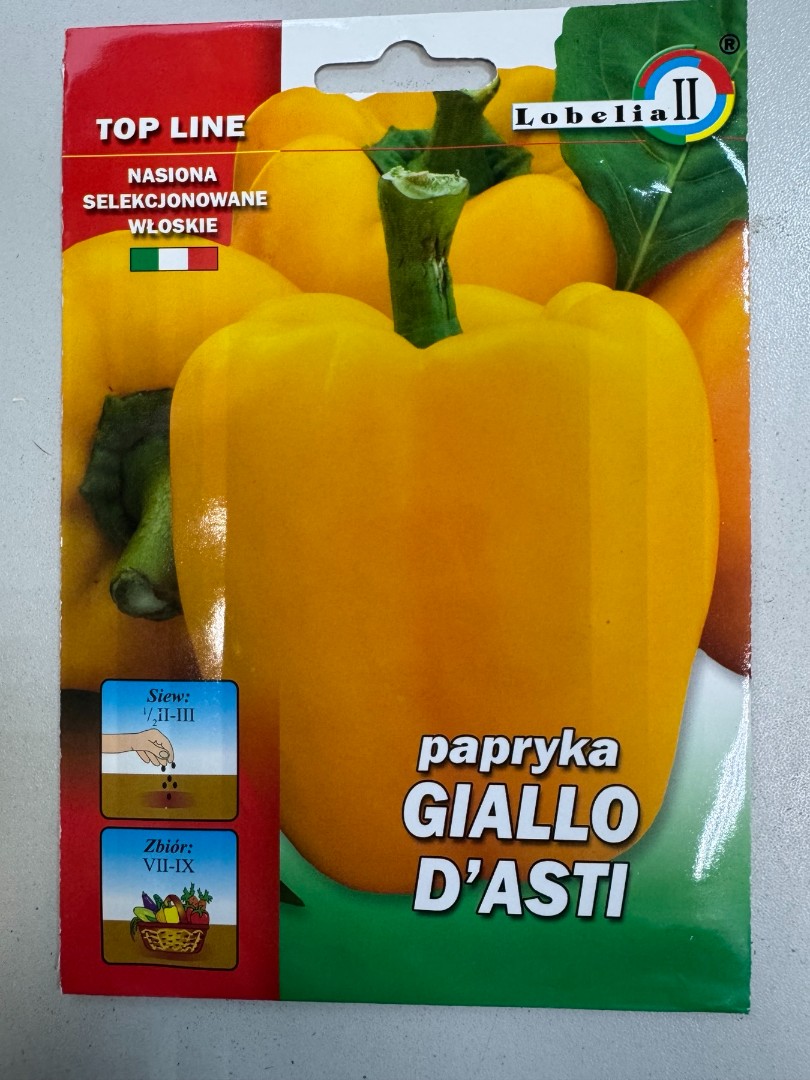 TOP LINE
NASIONA
SELEKCJONOWANE
WŁOSKIE
Lobelia II ®
Siew:
1/2II-III
Zbiór:
VII-IX
papryka
GIALLO
D'ASTI